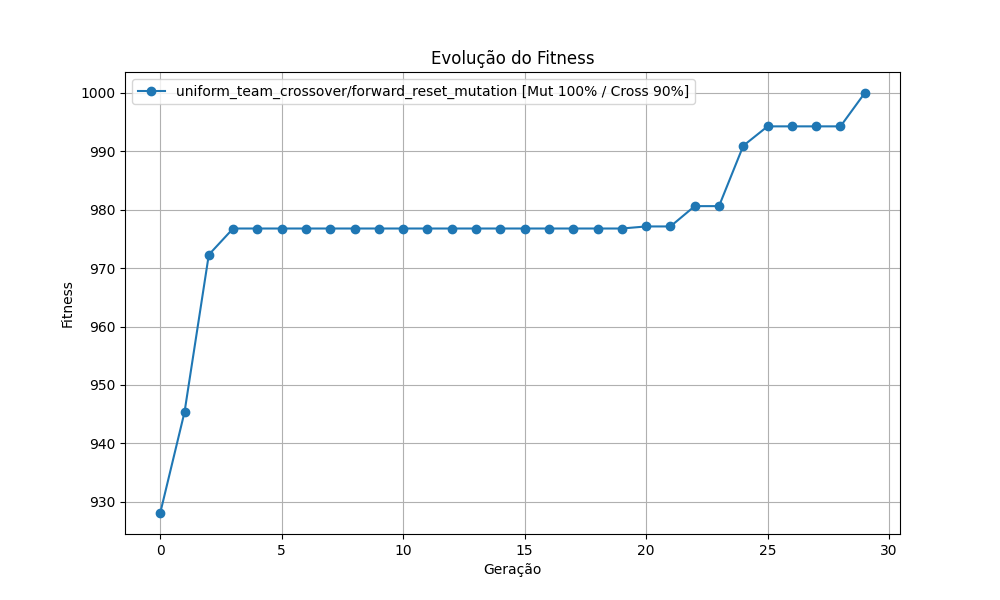 Evolução do Fitness
uniform_team_crossover/forward_reset_mutation [Mut 100% / Cross 90%]
1000
990
980
970
960
950
940
930
Fitness
0 5 10 15 20 25 30
Geração